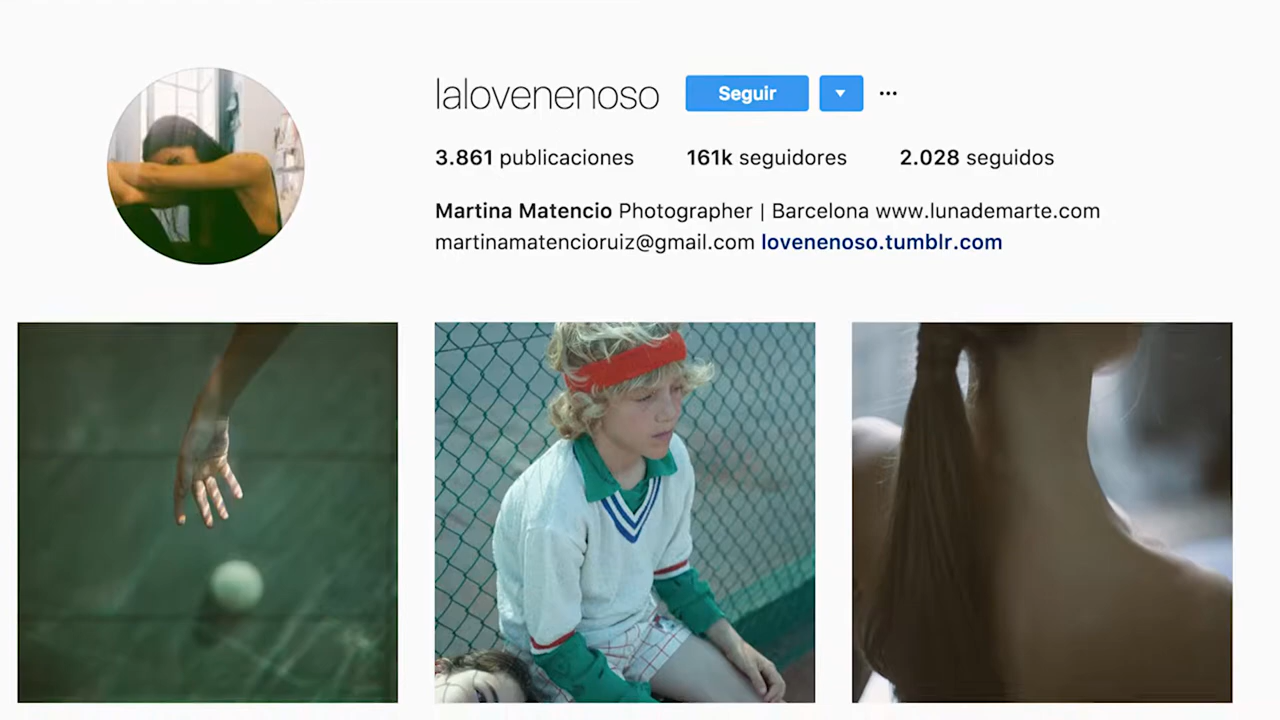 lalovenenoso Seguir
3.861 publicaciones 161k seguidores 2.028 seguidos
Martina Matencio Photographer | Barcelona www.lunademarte.com
martinamatencioruiz@gmail.com lovenenoso.tumblr.com